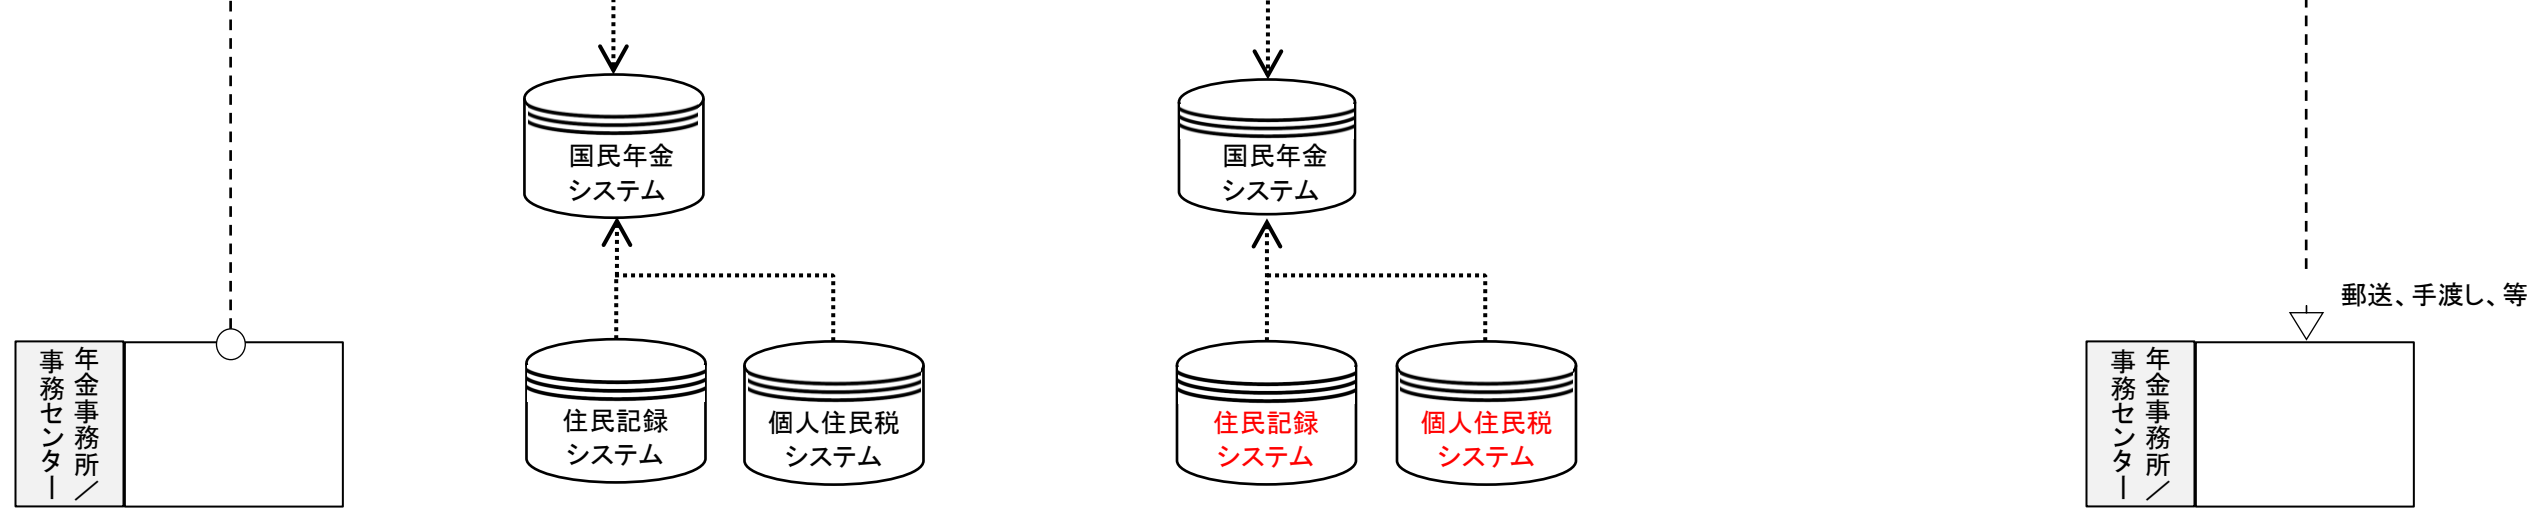 年金事務所／
事務センター
国民年金
システム
住民記録
システム
個人住民税
システム
国民年金
システム
住民記録
システム
個人住民税
システム
郵送、手渡し、等
年金事務所／
事務センター